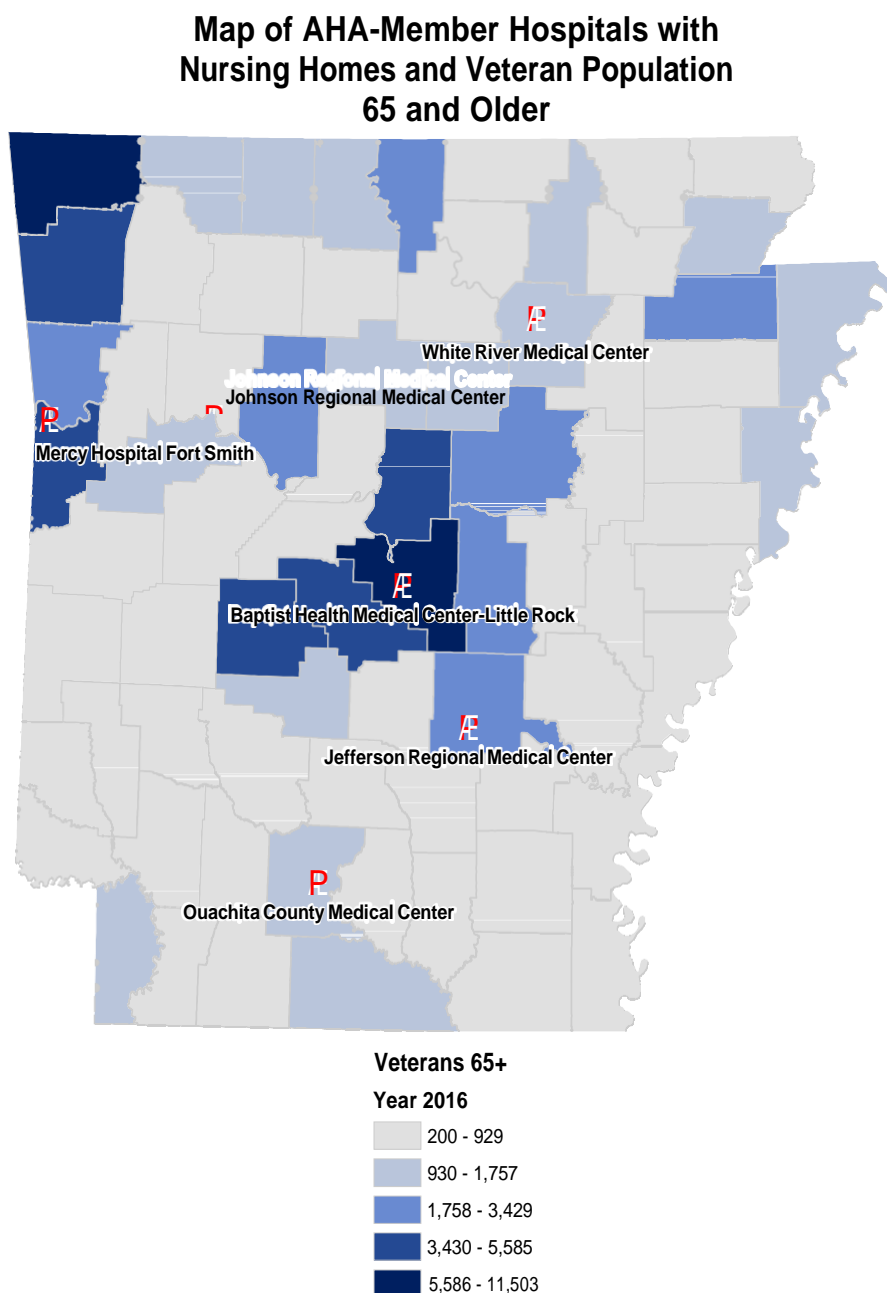 Map of AHA-Member Hospitals with
Nursing Homes and Veteran Population
65 and Older
White River Medical Center
Johnson Regional Medical Center
Johnson Regional Medical Center
Mercy Hospital Fort Smith
Baptist Health Medical Center-Little Rock
Jefferson Regional Medical Center
Ouachita County Medical Center
Veterans 65+
Year 2016
200 - 929
930 - 1,757
1,758 - 3,429
3,430 - 5,585
5,586 - 11,503